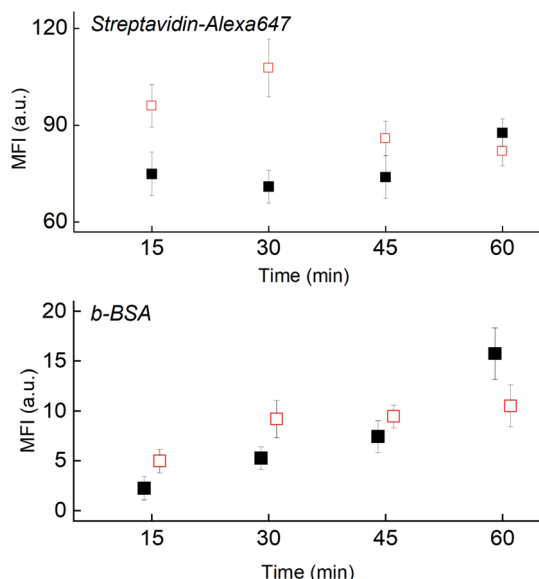 Streptavidin-Alexa647
120
90
60
MFI (a.u.)
15 30 45 60
Time (min)
b-BSA
20
15
10
5
0
MFI (a.u.)
15 30 45 60
Time (min)